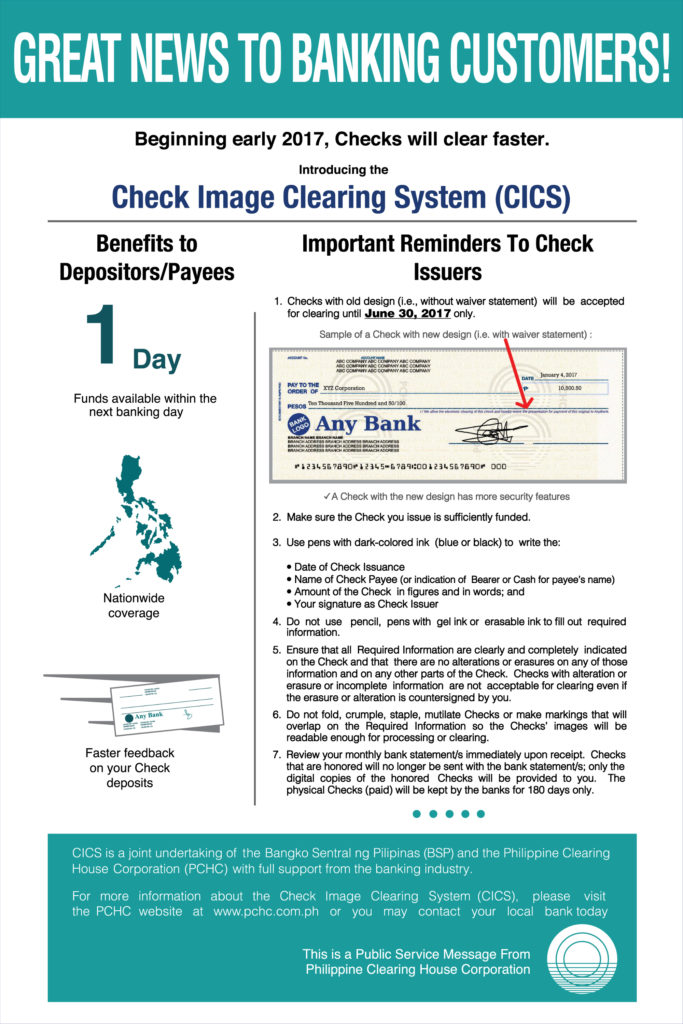 GREAT NEWS TO BANKING CUSTOMERS!
Beginning early 2017, Checks will clear faster.
Introducing the
Check Image Clearing System (CICS)
Benefits to
Depositors/Payees
1
Day
Funds available within the
next banking day
Nationwide
coverage
Any Bank
Faster feedback
on your Check
deposits
Important Reminders To Check
Issuers
1. Checks with old design (i.e., without waiver statement) will be accepted
for clearing until June 30, 2017 only.
Sample of a Check with new design (i.e. with waiver statement) :
ACCOUNT No. ACCOUNT NAME
ABC COMPANY ABC COMPANY ABC COMPANY
ABC COMPANY ABC COMPANY ABC COMPANY
ABC COMPANY ABC COMPANY ABC COMPANY
DATE January 4, 2017
PAY TO THE
ORDER OF XYZ Corporation ₱ 10,500.50
PESOS Ten Thousand Five Hundred and 50/100
BANK
LOGO
Any Bank
BRANCH NAME BRANCH NAME
BRANCH ADDRESS BRANCH ADDRESS BRANCH ADDRESS
BRANCH ADDRESS BRANCH ADDRESS BRANCH ADDRESS
BRANCH ADDRESS BRANCH ADDRESS BRANCH ADDRESS
✓A Check with the new design has more security features
2. Make sure the Check you issue is sufficiently funded.
3. Use pens with dark-colored ink (blue or black) to write the:
• Date of Check Issuance
• Name of Check Payee (or indication of Bearer or Cash for payee's name)
• Amount of the Check in figures and in words; and
• Your signature as Check Issuer
4. Do not use pencil, pens with gel ink or erasable ink to fill out required
information.
5. Ensure that all Required Information are clearly and completely indicated
on the Check and that there are no alterations or erasures on any of those
information and on any other parts of the Check. Checks with alteration or
erasure or incomplete information are not acceptable for clearing even if
the erasure or alteration is countersigned by you.
6. Do not fold, crumple, staple, mutilate Checks or make markings that will
overlap on the Required Information so the Checks' images will be
readable enough for processing or clearing.
7. Review your monthly bank statement/s immediately upon receipt. Checks
that are honored will no longer be sent with the bank statement/s; only the
digital copies of the honored Checks will be provided to you. The
physical Checks (paid) will be kept by the banks for 180 days only.
CICS is a joint undertaking of the Bangko Sentral ng Pilipinas (BSP) and the Philippine Clearing
House Corporation (PCHC) with full support from the banking industry.
For more information about the Check Image Clearing System (CICS), please visit
the PCHC website at www.pchc.com.ph or you may contact your local bank today
This is a Public Service Message From
Philippine Clearing House Corporation